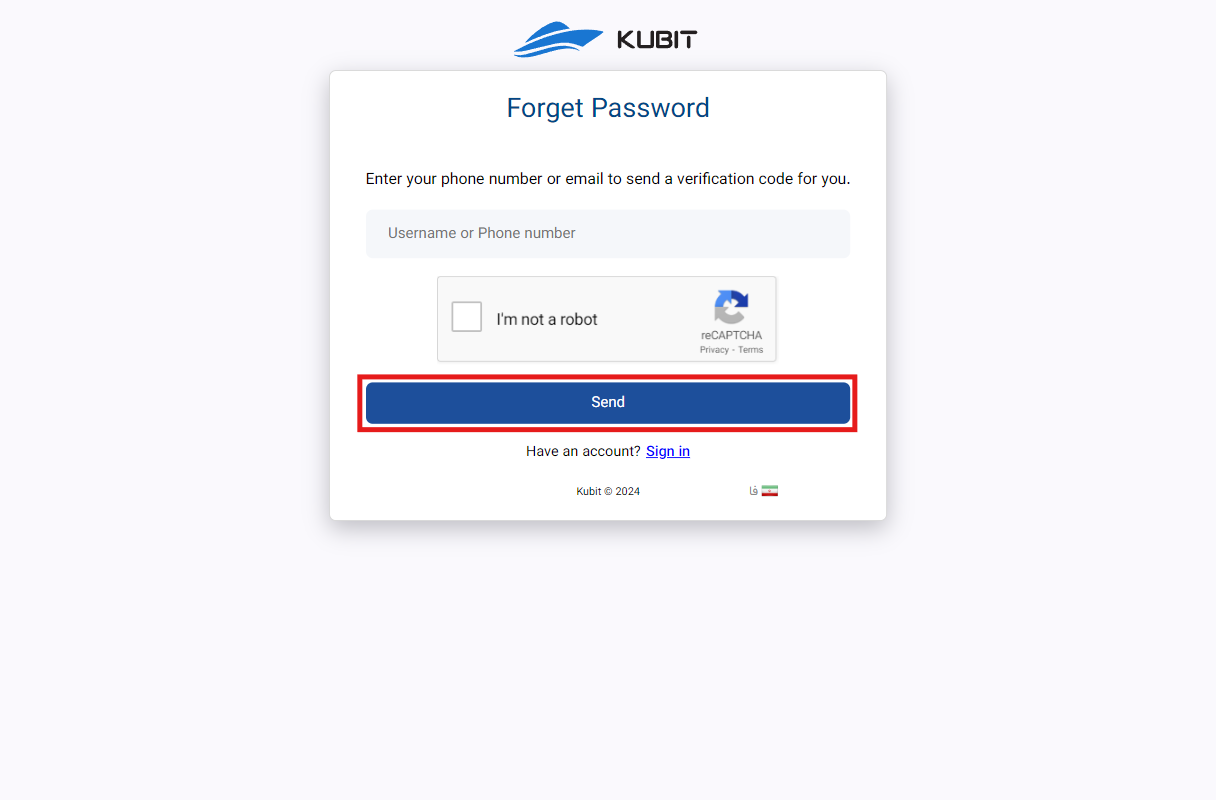 KUBIT
Forget Password
Enter your phone number or email to send a verification code for you.
Username or Phone number
I'm not a robot
reCAPTCHA
Privacy - Terms
Send
Have an account? Sign in
Kubit © 2024
فا